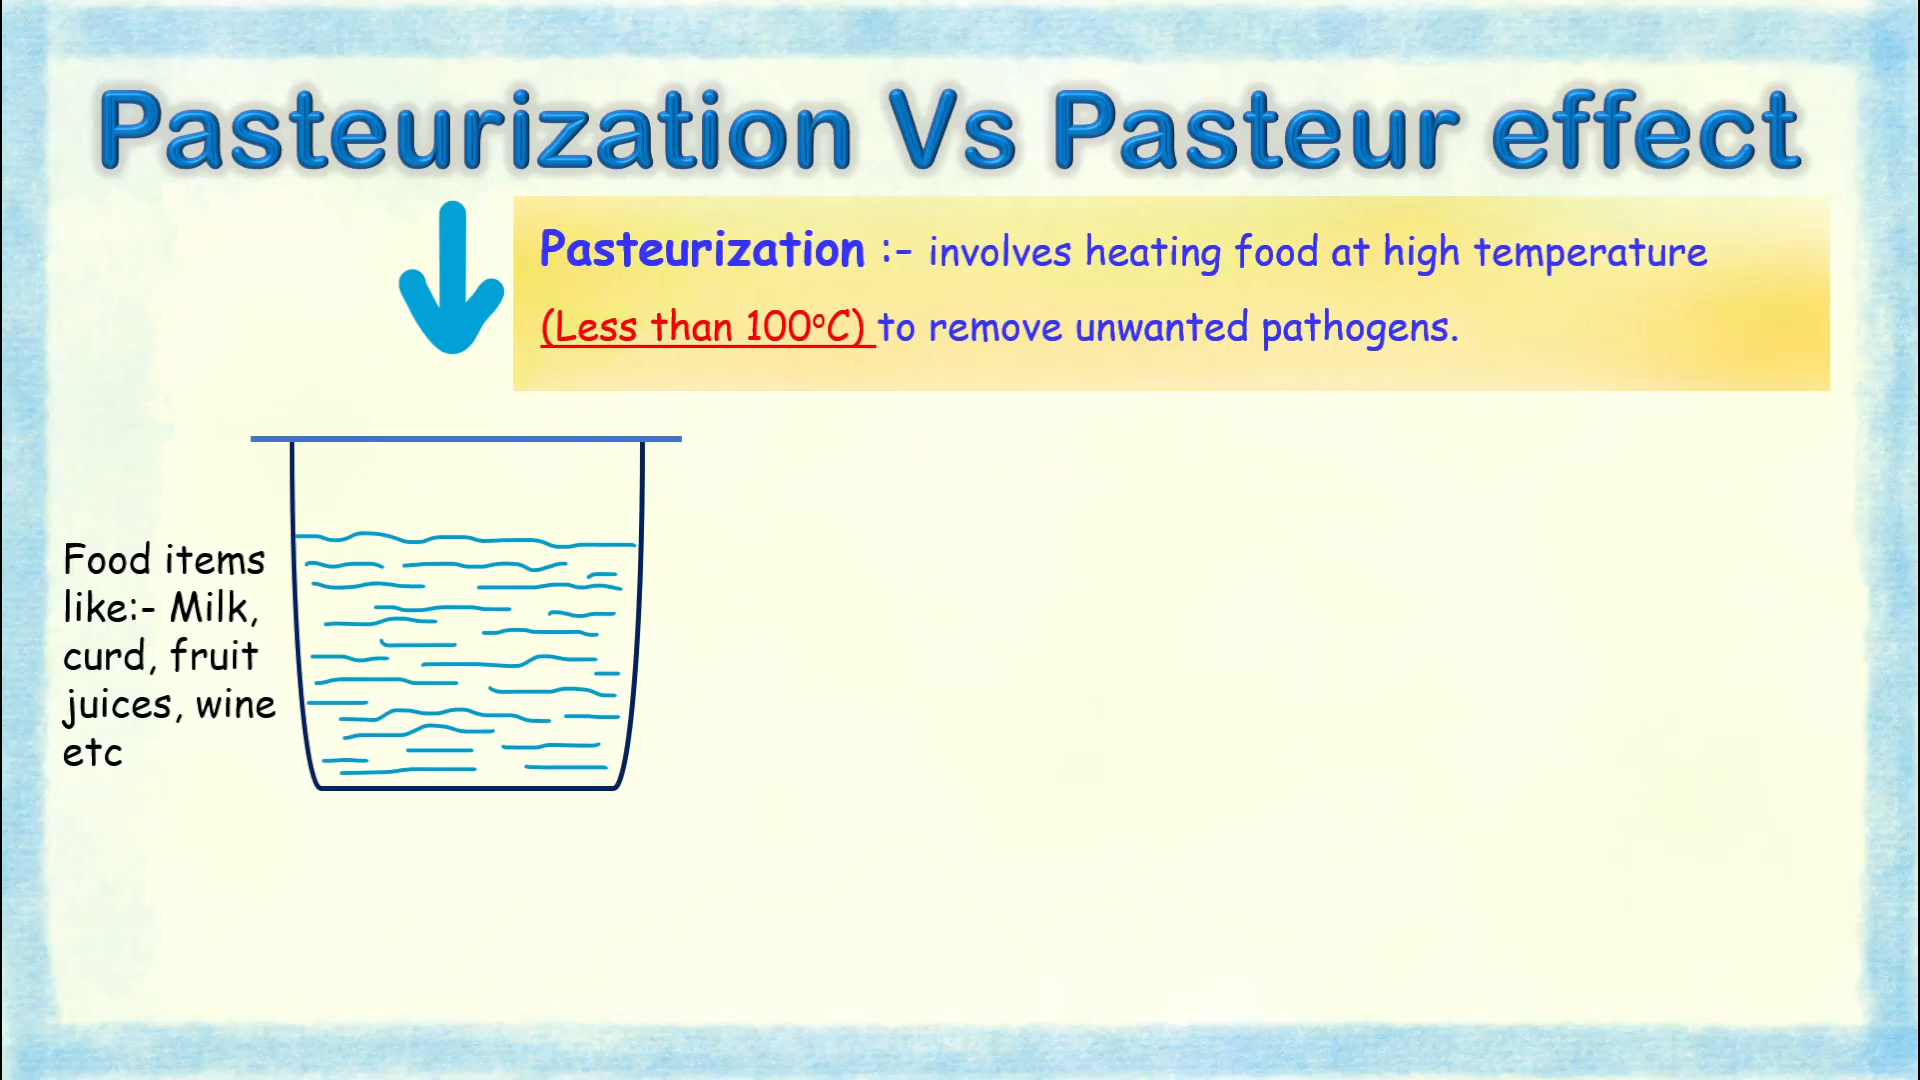 Pasteurization Vs Pasteur effect
Pasteurization :- involves heating food at high temperature
(Less than 100°C) to remove unwanted pathogens.
Food items
like:- Milk,
curd, fruit
juices, wine
etc